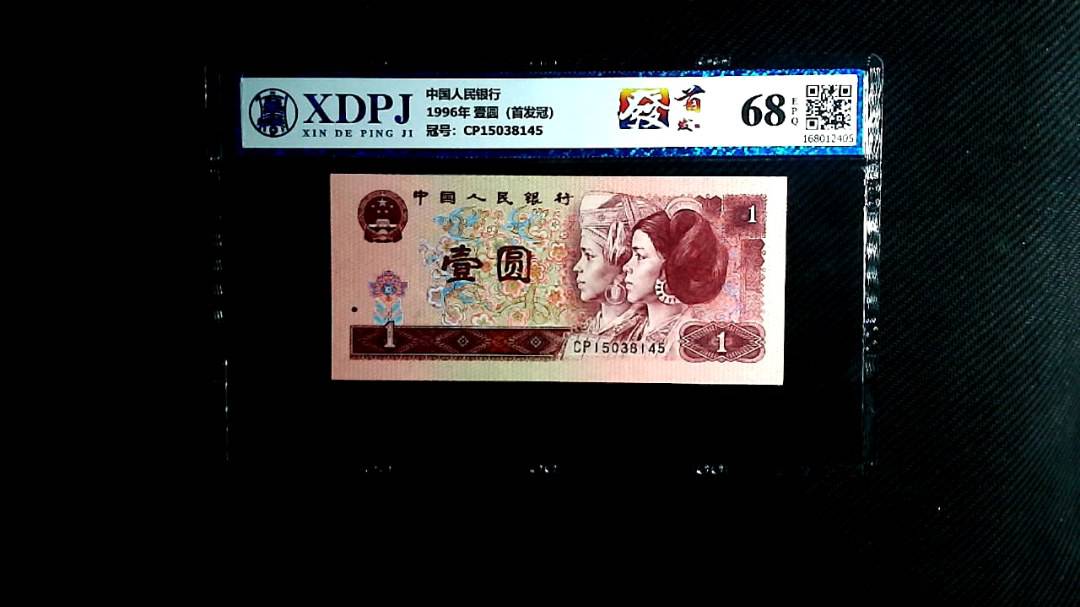 XDPJ
XIN DE PING JI
中国人民银行
1996年 壹圆 (首发冠)
冠号: CP15038145
發
首发
68
EPQ
168012405
中国人民银行
1
壹圆
1
CP15038145
1